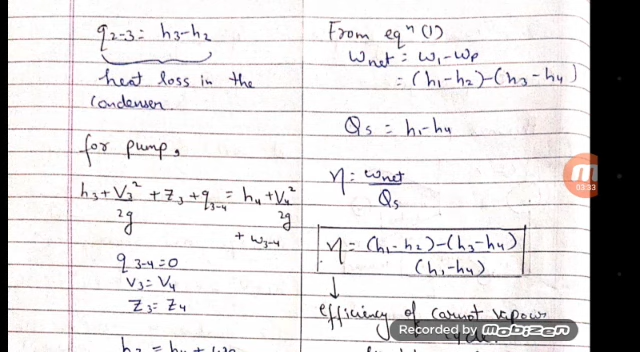 q₂₋₃ = h₃-h₂
heat loss in the
condenser.
for pump,
h₃ + V₃²/2g + Z₃ + q₃₋₄ = h₄ + V₄²/2g
+ w₃₋₄
q₃₋₄ = 0
V₃ = V₄
Z₃ = Z₄
h₃ = h₄ +
From eqⁿ (1)
Wnet = W₁ - Wp
= (h₁-h₂)-(h₃-h₄)
Qs = h₁-h₄
η = Wnet/Qs
η = (h₁-h₂)-(h₃-h₄)/(h₁-h₄)
efficiency of carnot vapour
cycle
Recorded by mobizen
03:33